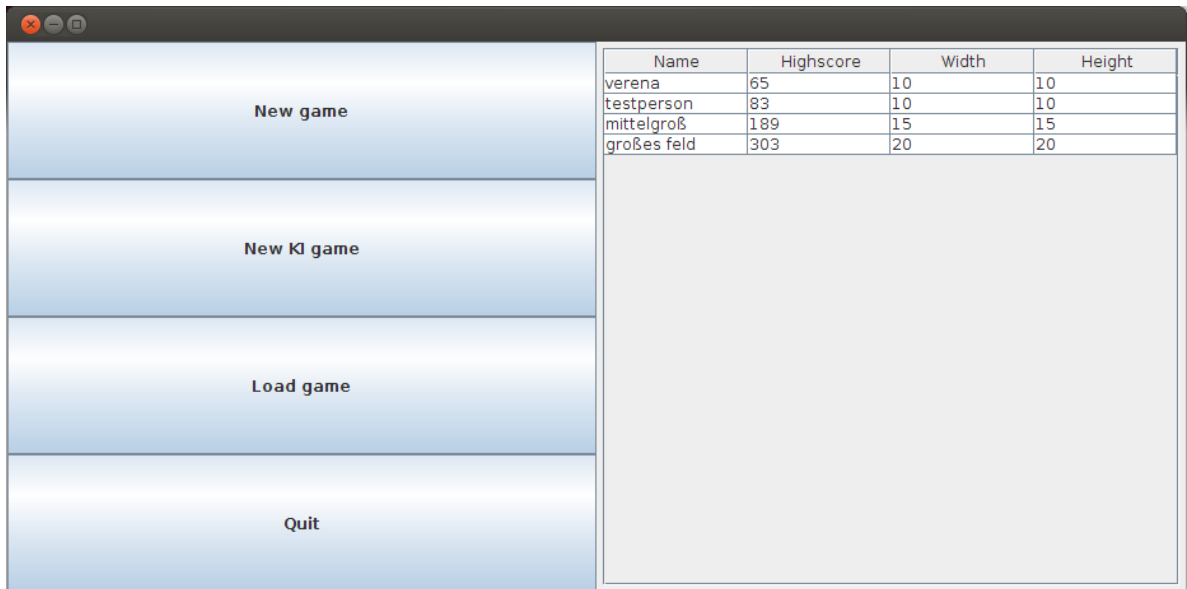 New game
New KI game
Load game
Quit
Name Highscore Width Height
verena 65 10 10
testperson 83 10 10
mittelgroß 189 15 15
großes feld 303 20 20